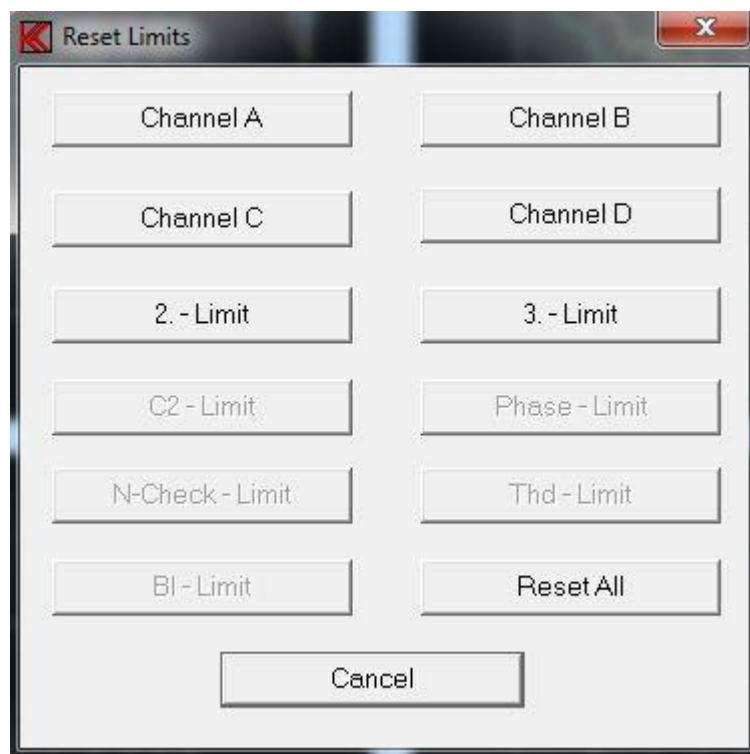 Reset Limits
Channel A
Channel B
Channel C
Channel D
2. - Limit
3. - Limit
C2 - Limit
Phase - Limit
N-Check - Limit
Thd - Limit
Bl - Limit
Reset All
Cancel